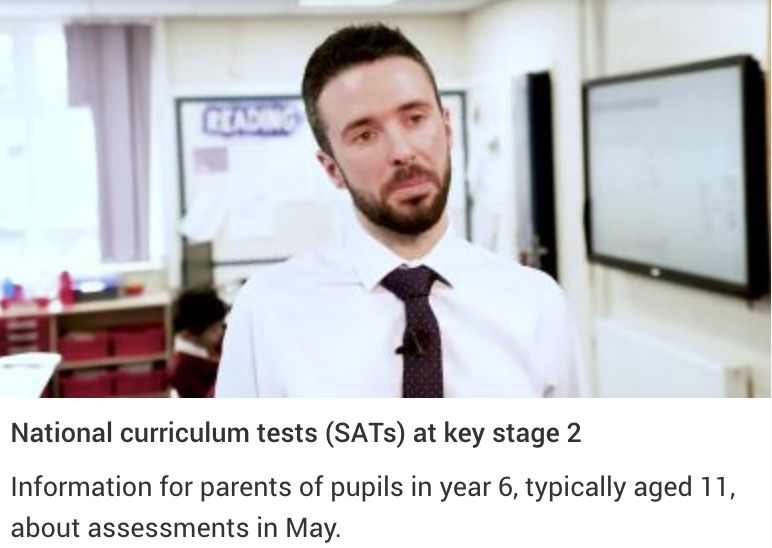 READING
National curriculum tests (SATs) at key stage 2
Information for parents of pupils in year 6, typically aged 11,
about assessments in May.